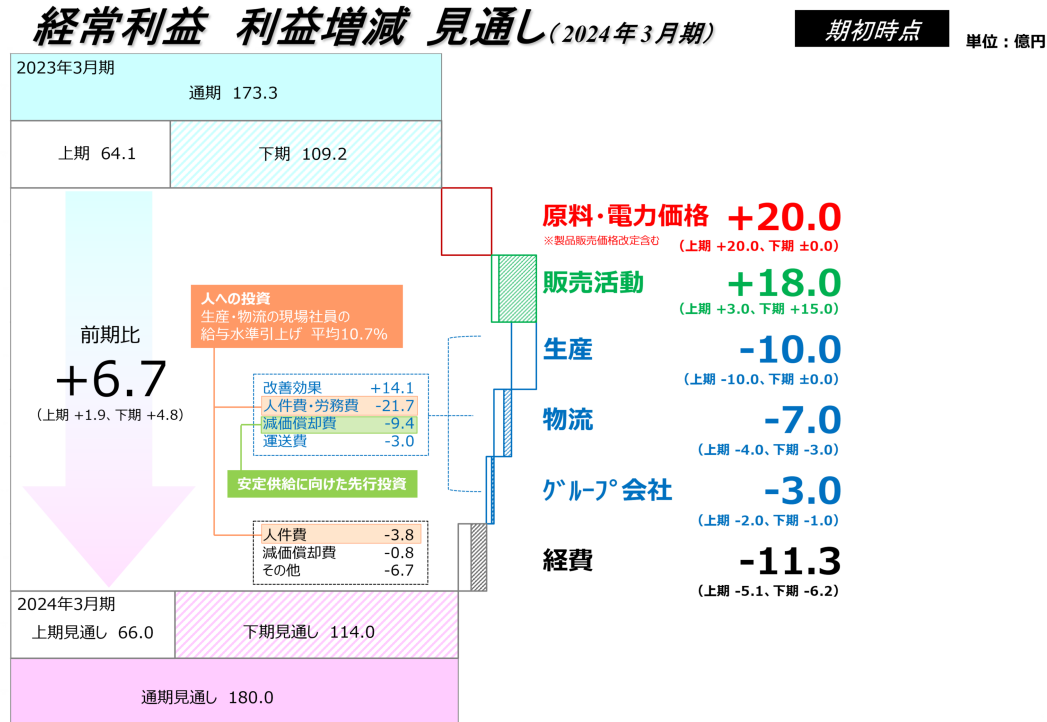 経常利益 利益増減 見通し(2024年3月期)
期初時点
単位:億円
2023年3月期
通期 173.3
上期 64.1
下期 109.2
原料・電力価格 +20.0
※製品販売価格改定含む
(上期 +20.0、下期 ±0.0)
販売活動 +18.0
(上期 +3.0、下期 +15.0)
人への投資
生産・物流の現場社員の
給与水準引上げ 平均10.7%
前期比
+6.7
(上期 +1.9、下期 +4.8)
生産 -10.0
(上期 -10.0、下期 ±0.0)
改善効果 +14.1
人件費・労務費 -21.7
減価償却費 -9.4
運送費 -3.0
物流 -7.0
(上期 -4.0、下期 -3.0)
安定供給に向けた先行投資
グループ会社 -3.0
(上期 -2.0、下期 -1.0)
人件費 -3.8
減価償却費 -0.8
その他 -6.7
経費 -11.3
(上期 -5.1、下期 -6.2)
2024年3月期
上期見通し 66.0
下期見通し 114.0
通期見通し 180.0